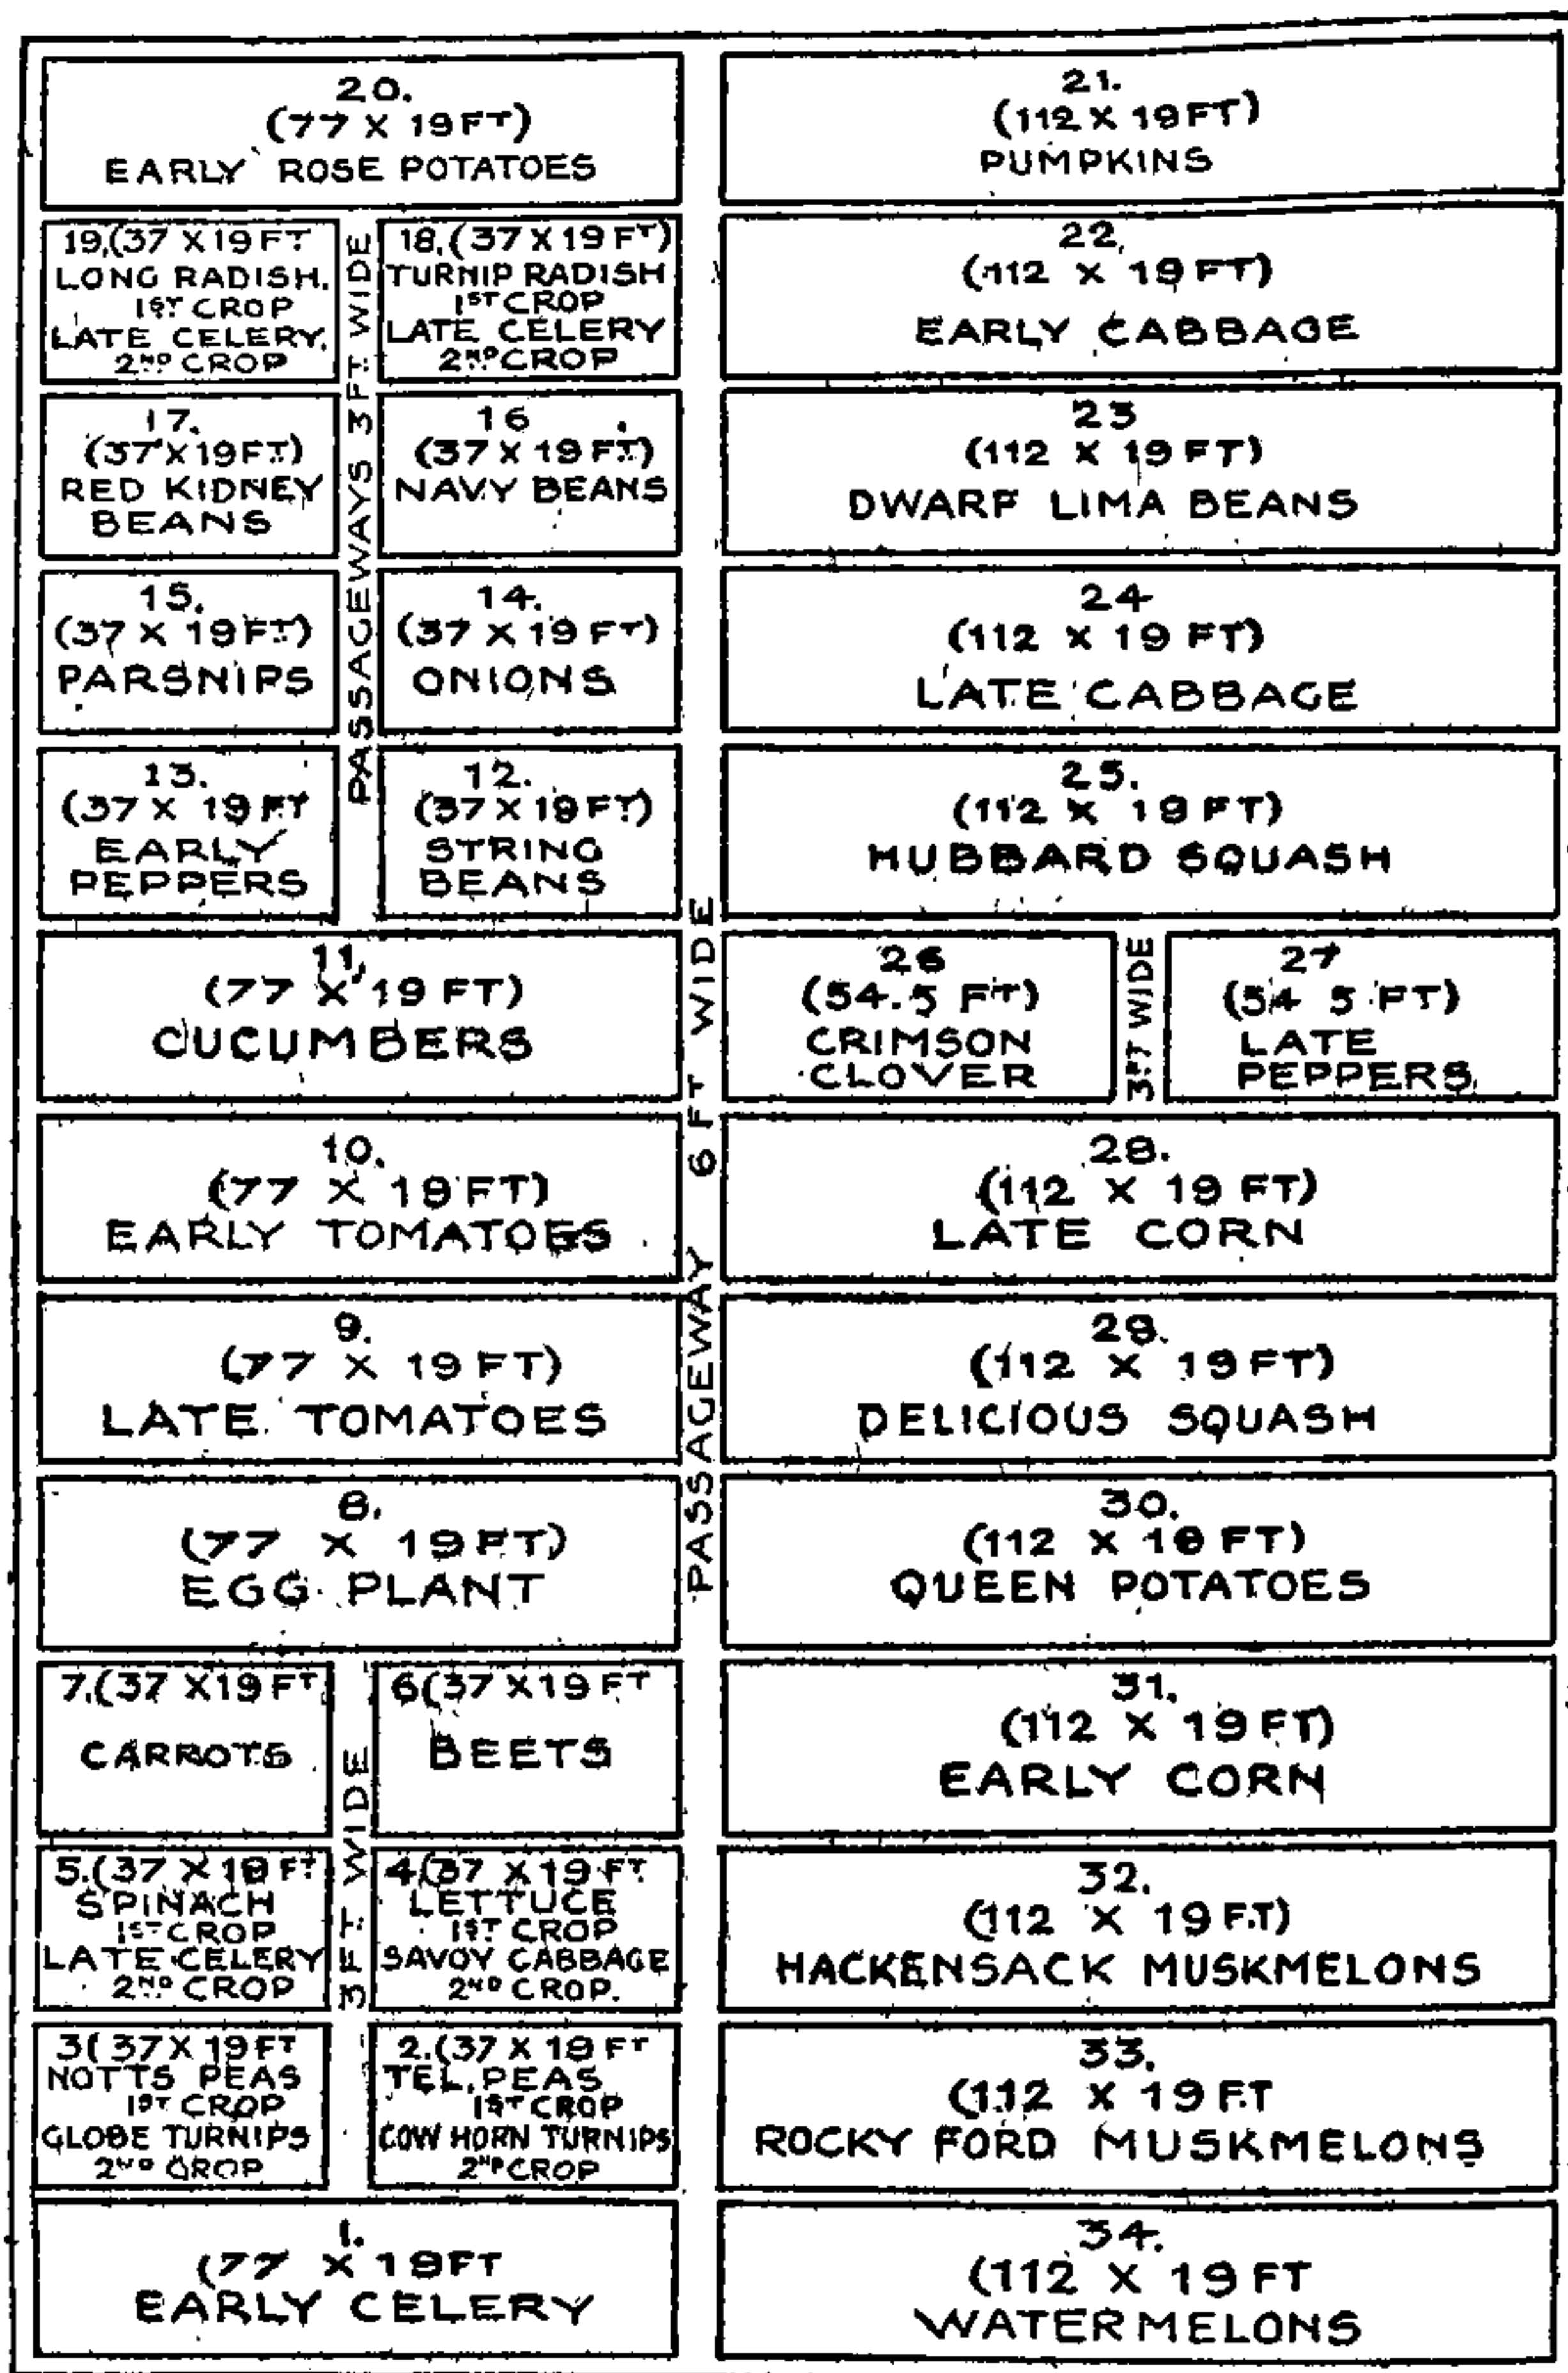 20.
(77 X 19 FT)
EARLY ROSE POTATOES
21.
(112 X 19 FT)
PUMPKINS
19,(37 X 19 FT
LONG RADISH.
1ST CROP
LATE CELERY.
2ND CROP
PASSAGEWAYS 3 FT. WIDE
18.(37 X 19 FT)
TURNIP RADISH
1ST CROP
LATE CELERY
2ND CROP
22.
(112 X 19 FT)
EARLY CABBAGE
17.
(37 X 19 FT.)
RED KIDNEY
BEANS
16
(37 X 19 FT.)
NAVY BEANS
23
(112 X 19 FT)
DWARF LIMA BEANS
15.
(37 X 19 FT.)
PARSNIPS
14.
(37 X 19 FT)
ONIONS
24
(112 X 19 FT)
LATE CABBAGE
13.
(37 X 19 FT
EARLY
PEPPERS
12.
(37 X 19 FT.)
STRING
BEANS
25.
(112 X 19 FT)
HUBBARD SQUASH
11.
(77 X 19 FT)
CUCUMBERS
PASSAGEWAY 6 FT WIDE
26
(54.5 FT)
CRIMSON
CLOVER
3 FT WIDE
27
(54 5 FT)
LATE
PEPPERS
10.
(77 X 19 FT)
EARLY TOMATOES
28.
(112 X 19 FT)
LATE CORN
9.
(77 X 19 FT)
LATE TOMATOES
29.
(112 X 19 FT)
DELICIOUS SQUASH
8.
(77 X 19 FT)
EGG PLANT
30.
(112 X 19 FT)
QUEEN POTATOES
7.(37 X 19 FT
CARROTS
3 FT. WIDE
6(37 X 19 FT
BEETS
31.
(112 X 19 FT)
EARLY CORN
5.(37 X 19 FT
SPINACH
1ST CROP
LATE CELERY
2ND CROP
4.(37 X 19 FT.
LETTUCE
1ST CROP
SAVOY CABBAGE
2ND CROP.
32.
(112 X 19 F.T)
HACKENSACK MUSKMELONS
3(37 X 19 FT
NOTTS PEAS
1ST CROP
GLOBE TURNIPS
2ND CROP
2.(37 X 19 FT
TEL. PEAS
1ST CROP
COW HORN TURNIPS
2ND CROP
33.
(112 X 19 F.T
ROCKY FORD MUSKMELONS
1.
(77 X 19 FT
EARLY CELERY
34.
(112 X 19 FT
WATERMELONS